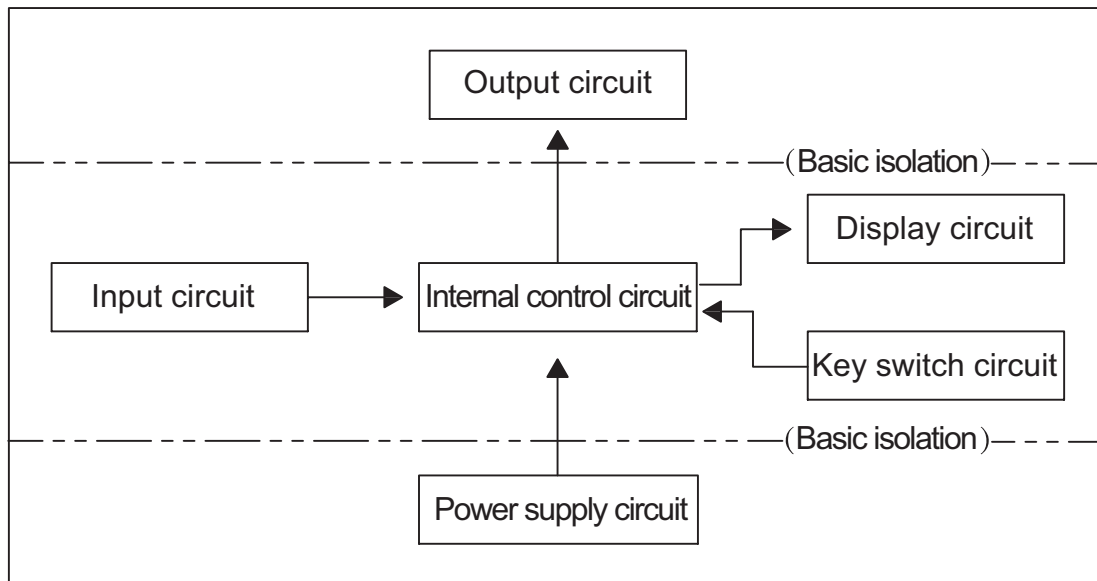 Output circuit
(Basic isolation)
Display circuit
Input circuit
Internal control circuit
Key switch circuit
(Basic isolation)
Power supply circuit